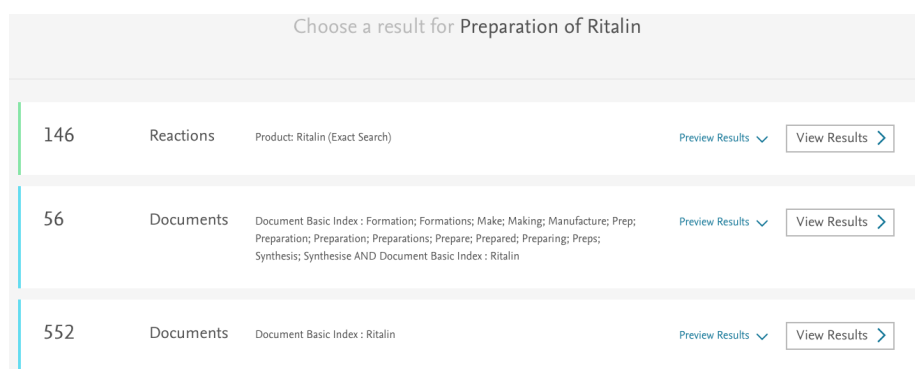 Choose a result for Preparation of Ritalin
146 Reactions Product: Ritalin (Exact Search) Preview Results View Results
56 Documents Document Basic Index : Formation; Formations; Make; Making; Manufacture; Prep; Preview Results View Results
Preparation; Preparation; Preparations; Prepare; Prepared; Preparing; Preps;
Synthesis; Synthesise AND Document Basic Index : Ritalin
552 Documents Document Basic Index : Ritalin Preview Results View Results